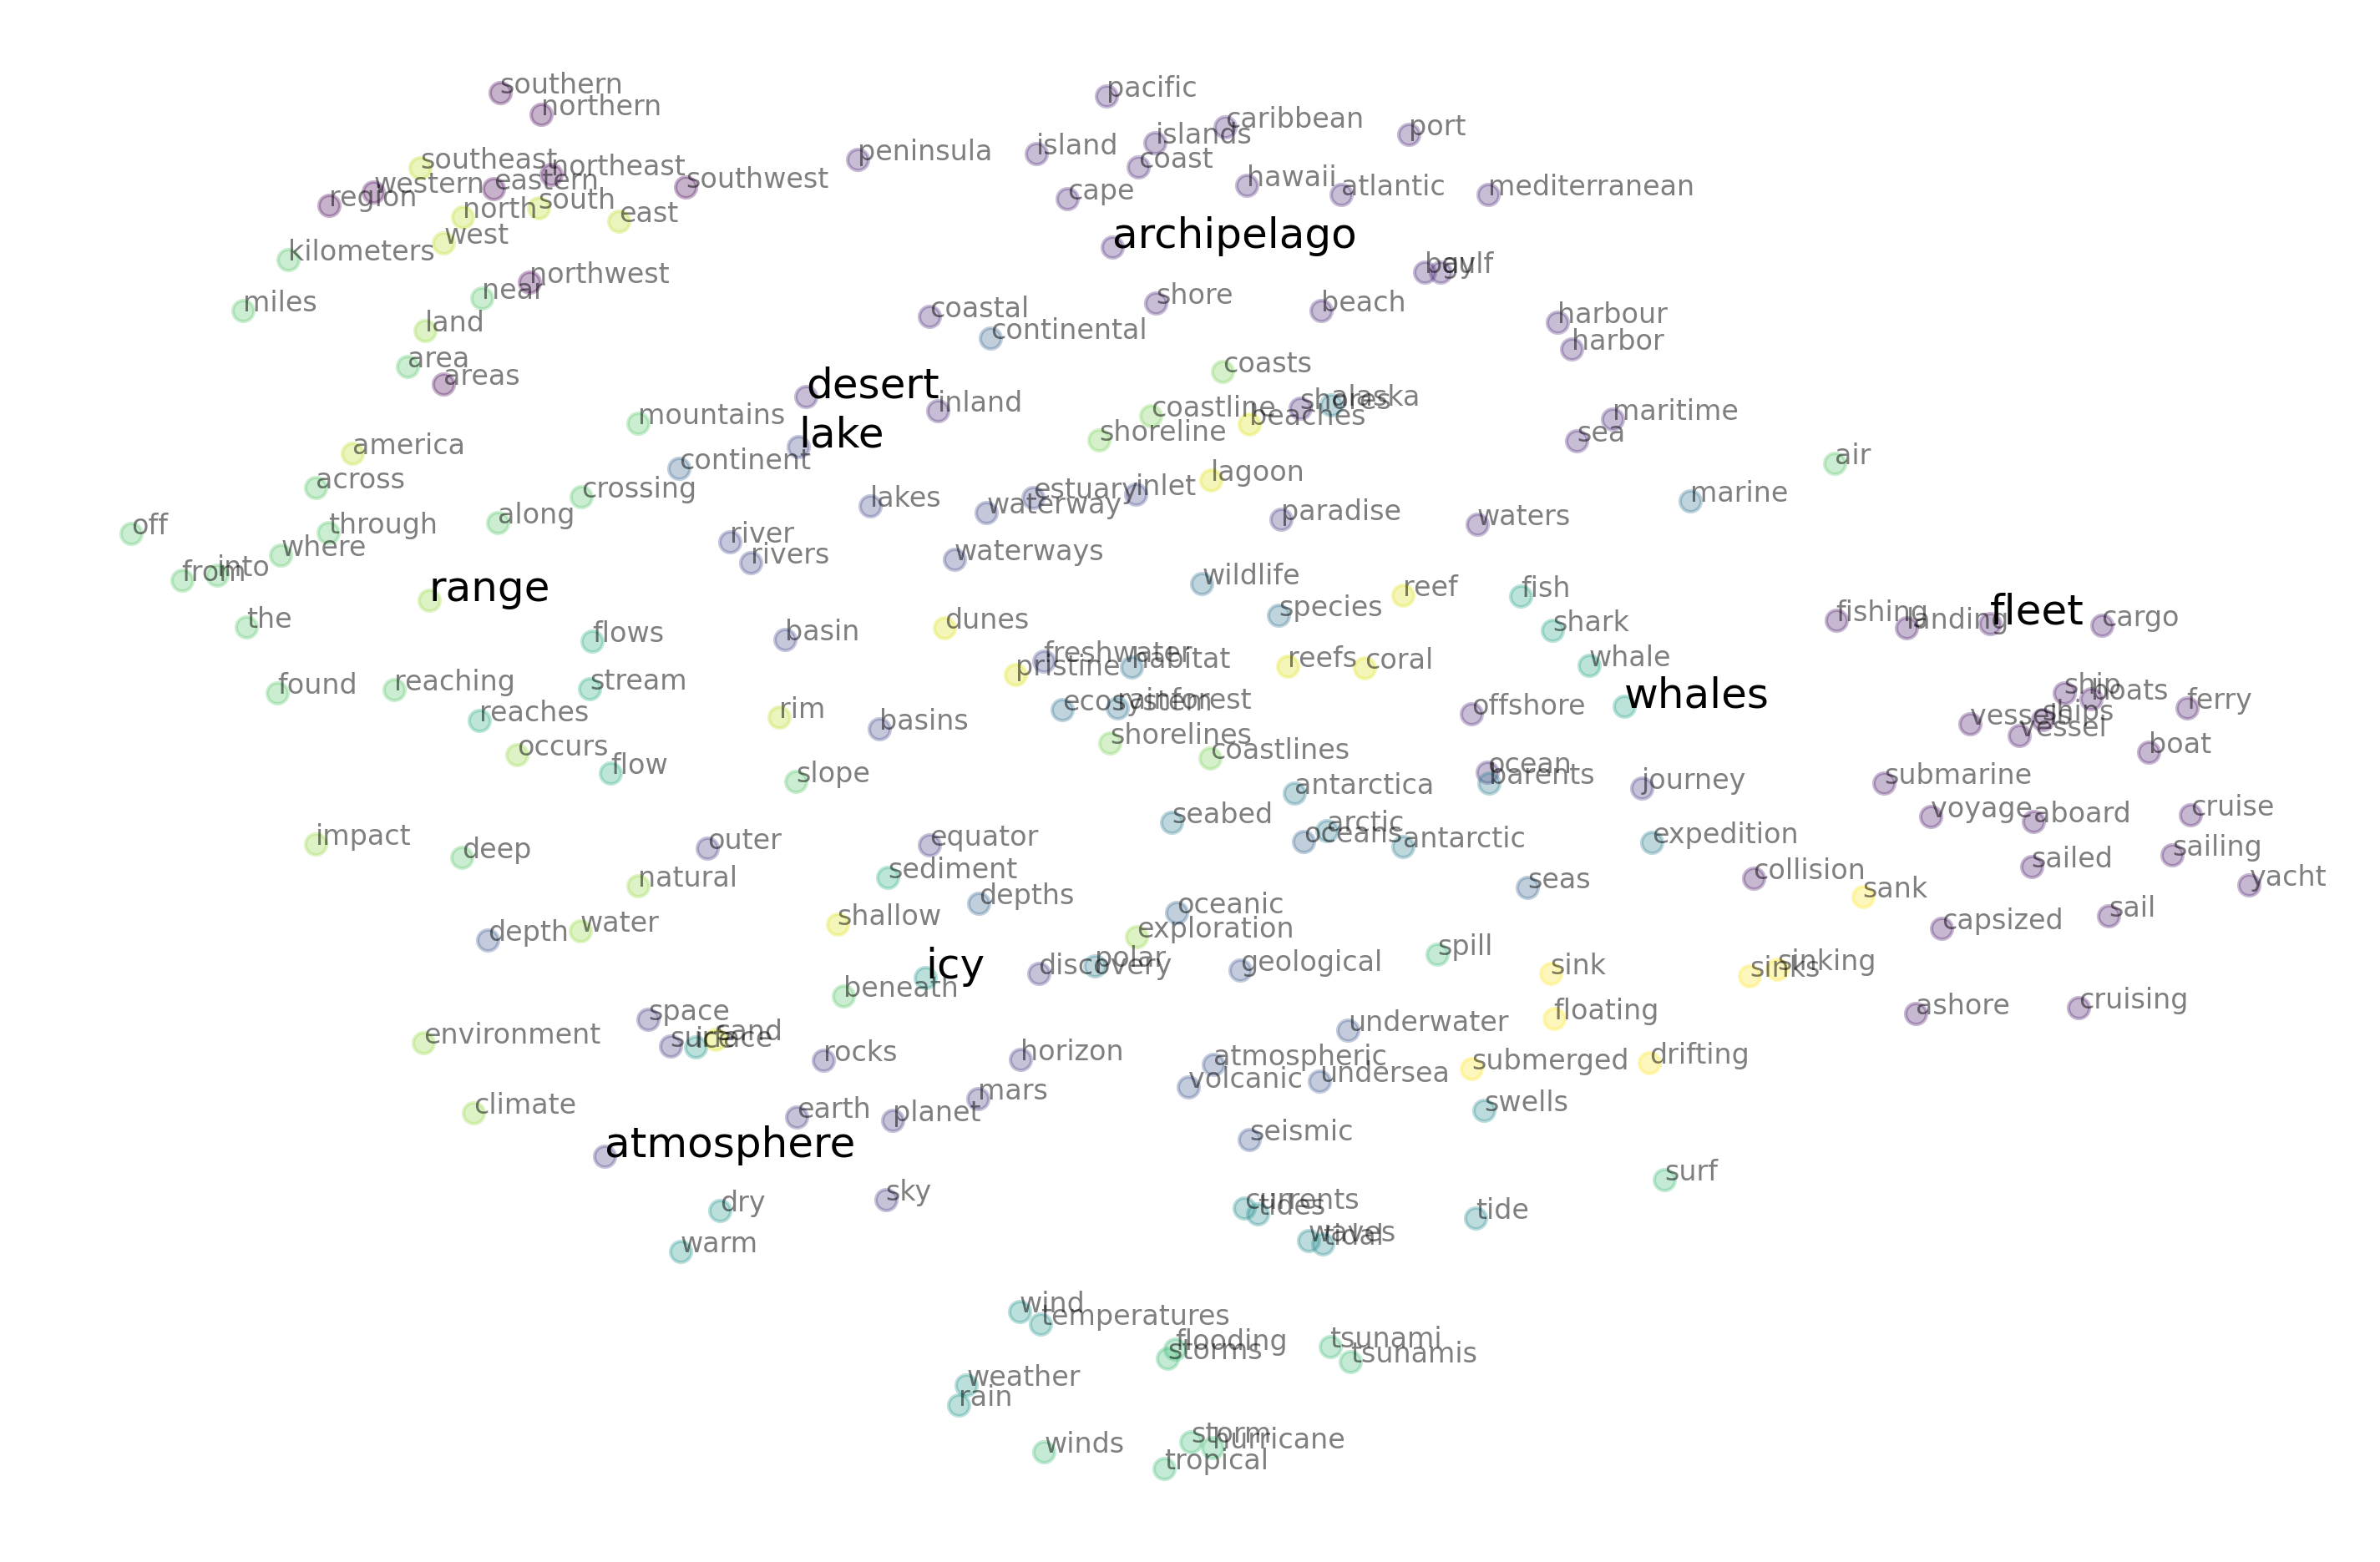 southern
northern
pacific
caribbean
port
islands
island
coast
peninsula
southeast
northeast
southwest
western
eastern
region
north
south
east
west
cape
hawaii
atlantic
mediterranean
archipelago
kilometers
northwest
near
miles
bay
gulf
land
coastal
continental
shore
beach
harbour
harbor
area
areas
desert
inland
coasts
shores
alaska
beaches
coastline
shoreline
mountains
lake
maritime
sea
america
continent
across
crossing
lagoon
air
lakes
estuary
inlet
waterway
marine
off
through
along
where
river
rivers
waterways
paradise
waters
from
into
range
wildlife
species
reef
fish
the
flows
basin
dunes
shark
fishing
landing
fleet
cargo
found
reaching
stream
freshwater
pristine
habitat
reefs
coral
whale
whales
reaches
rim
basins
ecosystem
rainforest
offshore
ship
boats
ferry
vessels
ships
vessel
occurs
flow
slope
shorelines
coastlines
boat
ocean
barents
antarctica
journey
submarine
impact
deep
outer
equator
seabed
arctic
oceans
antarctic
expedition
voyage
aboard
cruise
natural
sediment
depths
seas
collision
sank
sailed
sailing
yacht
depth
water
shallow
oceanic
exploration
capsized
sail
icy
beneath
discovery
polar
geological
spill
sink
sinks
sinking
environment
space
surface
ice
sand
rocks
horizon
underwater
floating
ashore
cruising
climate
earth
planet
mars
atmospheric
volcanic
undersea
submerged
drifting
atmosphere
seismic
swells
dry
sky
surf
warm
currents
tides
tide
waves
tidal
wind
temperatures
flooding
storms
tsunami
tsunamis
weather
rain
winds
storm
hurricane
tropical